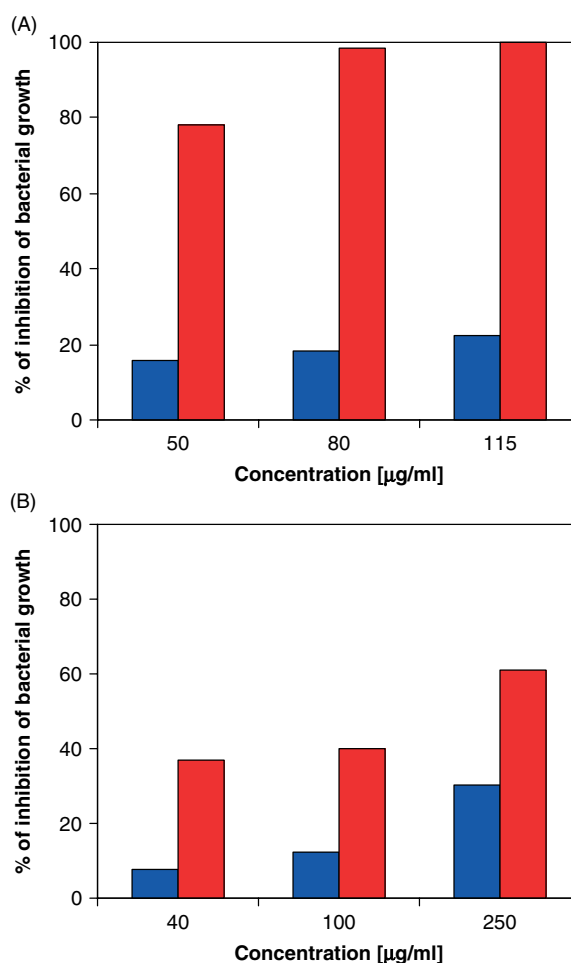 (A)
100
80
60
40
20
0
% of inhibition of bacterial growth
50 80 115
Concentration [μg/ml]
(B)
100
80
60
40
20
0
% of inhibition of bacterial growth
40 100 250
Concentration [μg/ml]